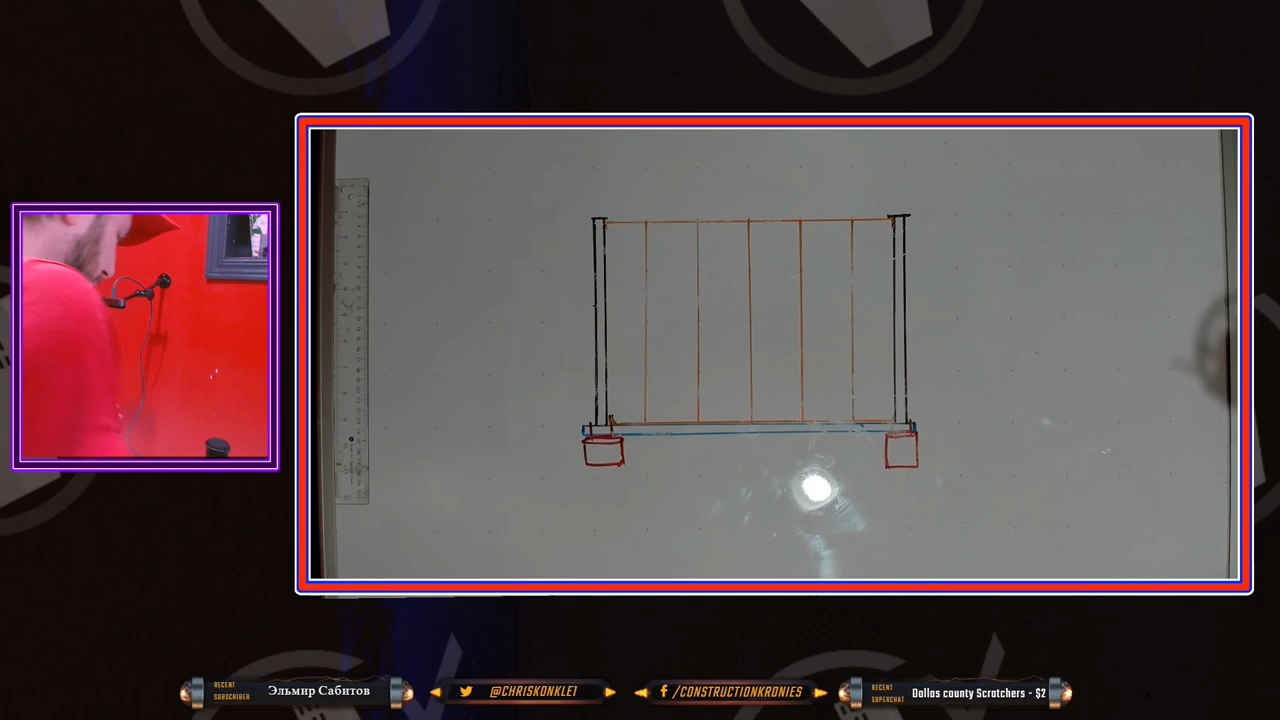 RECENT
SUBSCRIBER
Эльмир Сабитов
@CHRISKONKLE1
/CONSTRUCTIONKRONIES
RECENT
SUPERCHAT
Dallas county Scratchers - $2